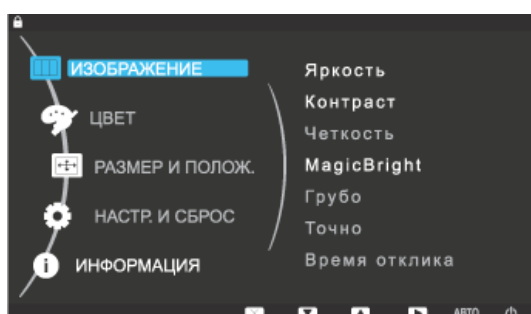 ИЗОБРАЖЕНИЕ
ЦВЕТ
РАЗМЕР И ПОЛОЖ.
НАСТР. И СБРОС
ИНФОРМАЦИЯ
Яркость
Контраст
Четкость
MagicBright
Грубо
Точно
Время отклика
АВТО